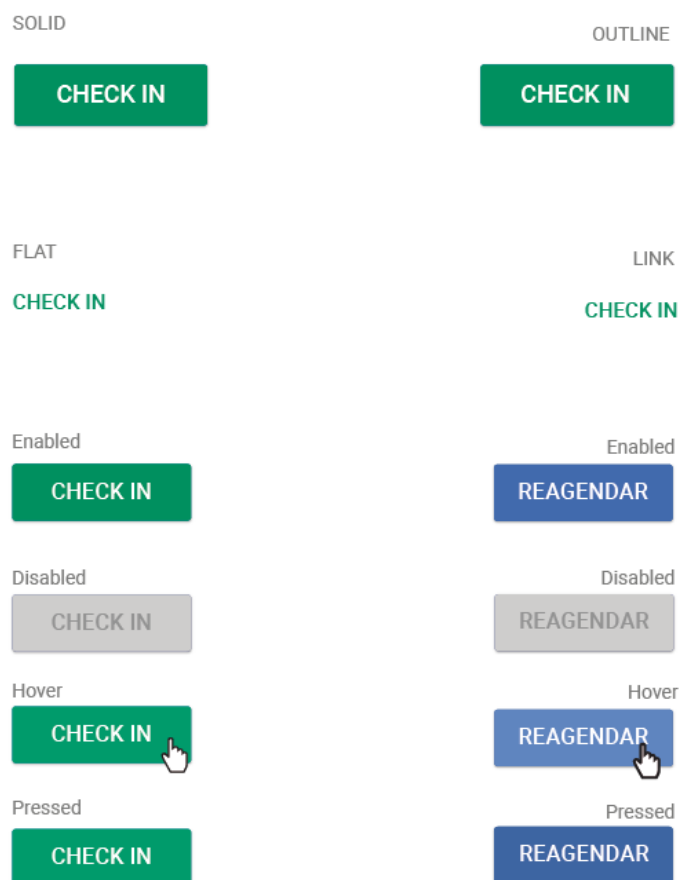 SOLID
OUTLINE
CHECK IN
CHECK IN
FLAT
LINK
CHECK IN
CHECK IN
Enabled
Enabled
CHECK IN
REAGENDAR
Disabled
Disabled
CHECK IN
REAGENDAR
Hover
Hover
CHECK IN
REAGENDAR
Pressed
Pressed
CHECK IN
REAGENDAR